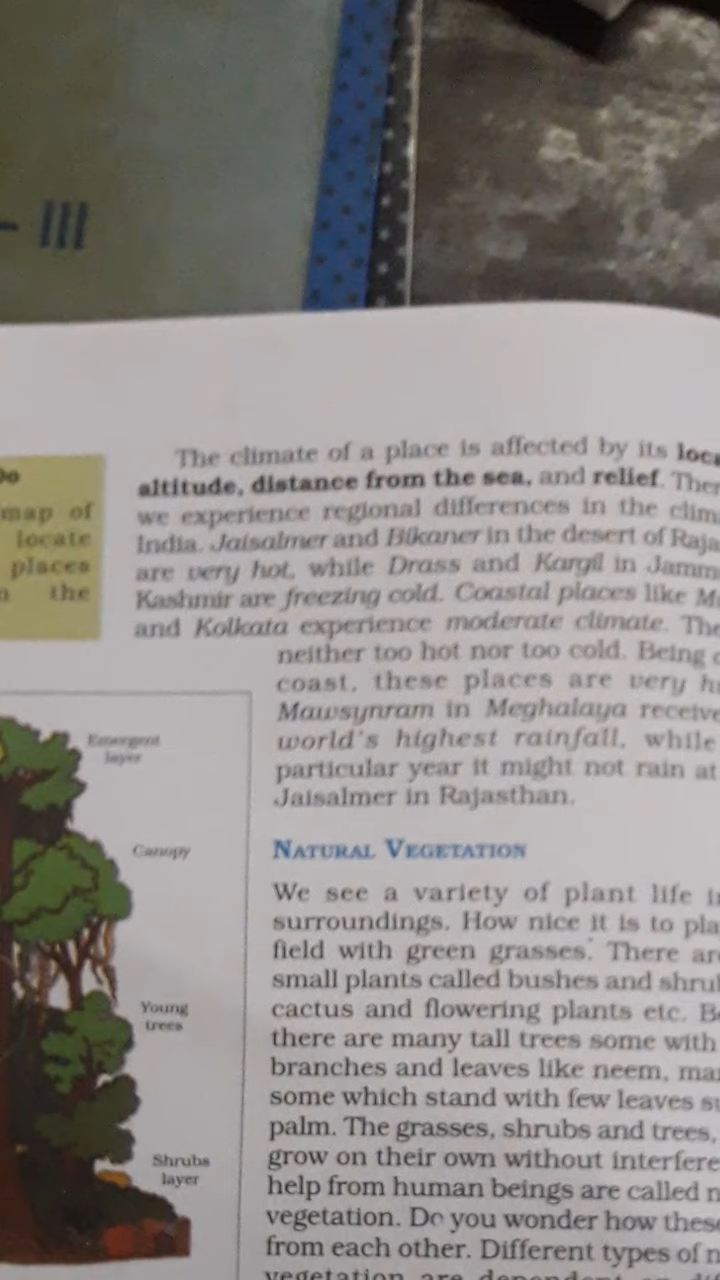 - III
Do
map of
locate
places
the
The climate of a place is affected by its loca
altitude, distance from the sea, and relief. Ther
we experience regional differences in the clim
India. Jaisalmer and Bikaner in the desert of Raja
are very hot, while Drass and Kargil in Jamm
Kashmir are freezing cold. Coastal places like M
and Kolkata experience moderate climate. The
neither too hot nor too cold. Being
coast, these places are very h
Mawsynram in Meghalaya receive
world's highest rainfall, while
particular year it might not rain at
Jaisalmer in Rajasthan.
Emergent
layer
Canopy
Young
trees
Shrubs
layer
NATURAL VEGETATION
We see a variety of plant life i
surroundings. How nice it is to pla
field with green grasses. There ar
small plants called bushes and shru
cactus and flowering plants etc. B
there are many tall trees some with
branches and leaves like neem, ma
some which stand with few leaves su
palm. The grasses, shrubs and trees,
grow on their own without interfere
help from human beings are called n
vegetation. Do you wonder how these
from each other. Different types of n
vegetation are